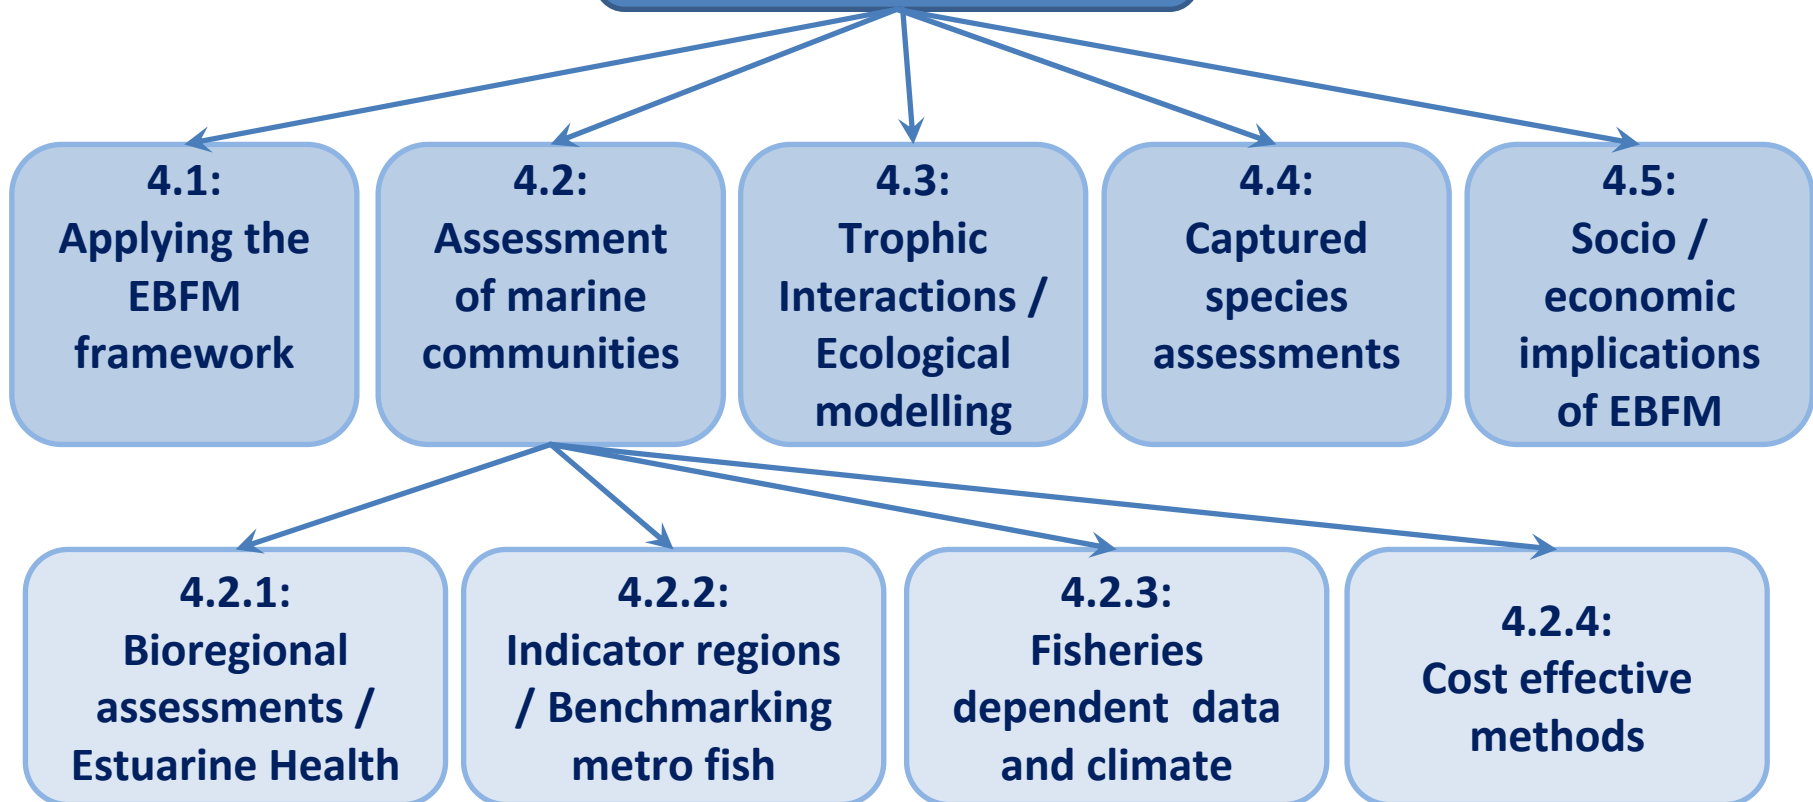 4.1:
Applying the
EBFM
framework
4.2:
Assessment
of marine
communities
4.3:
Trophic
Interactions /
Ecological
modelling
4.4:
Captured
species
assessments
4.5:
Socio /
economic
implications
of EBFM
4.2.1:
Bioregional
assessments /
Estuarine Health
4.2.2:
Indicator regions
/ Benchmarking
metro fish
4.2.3:
Fisheries
dependent  data
and climate
4.2.4:
Cost effective
methods